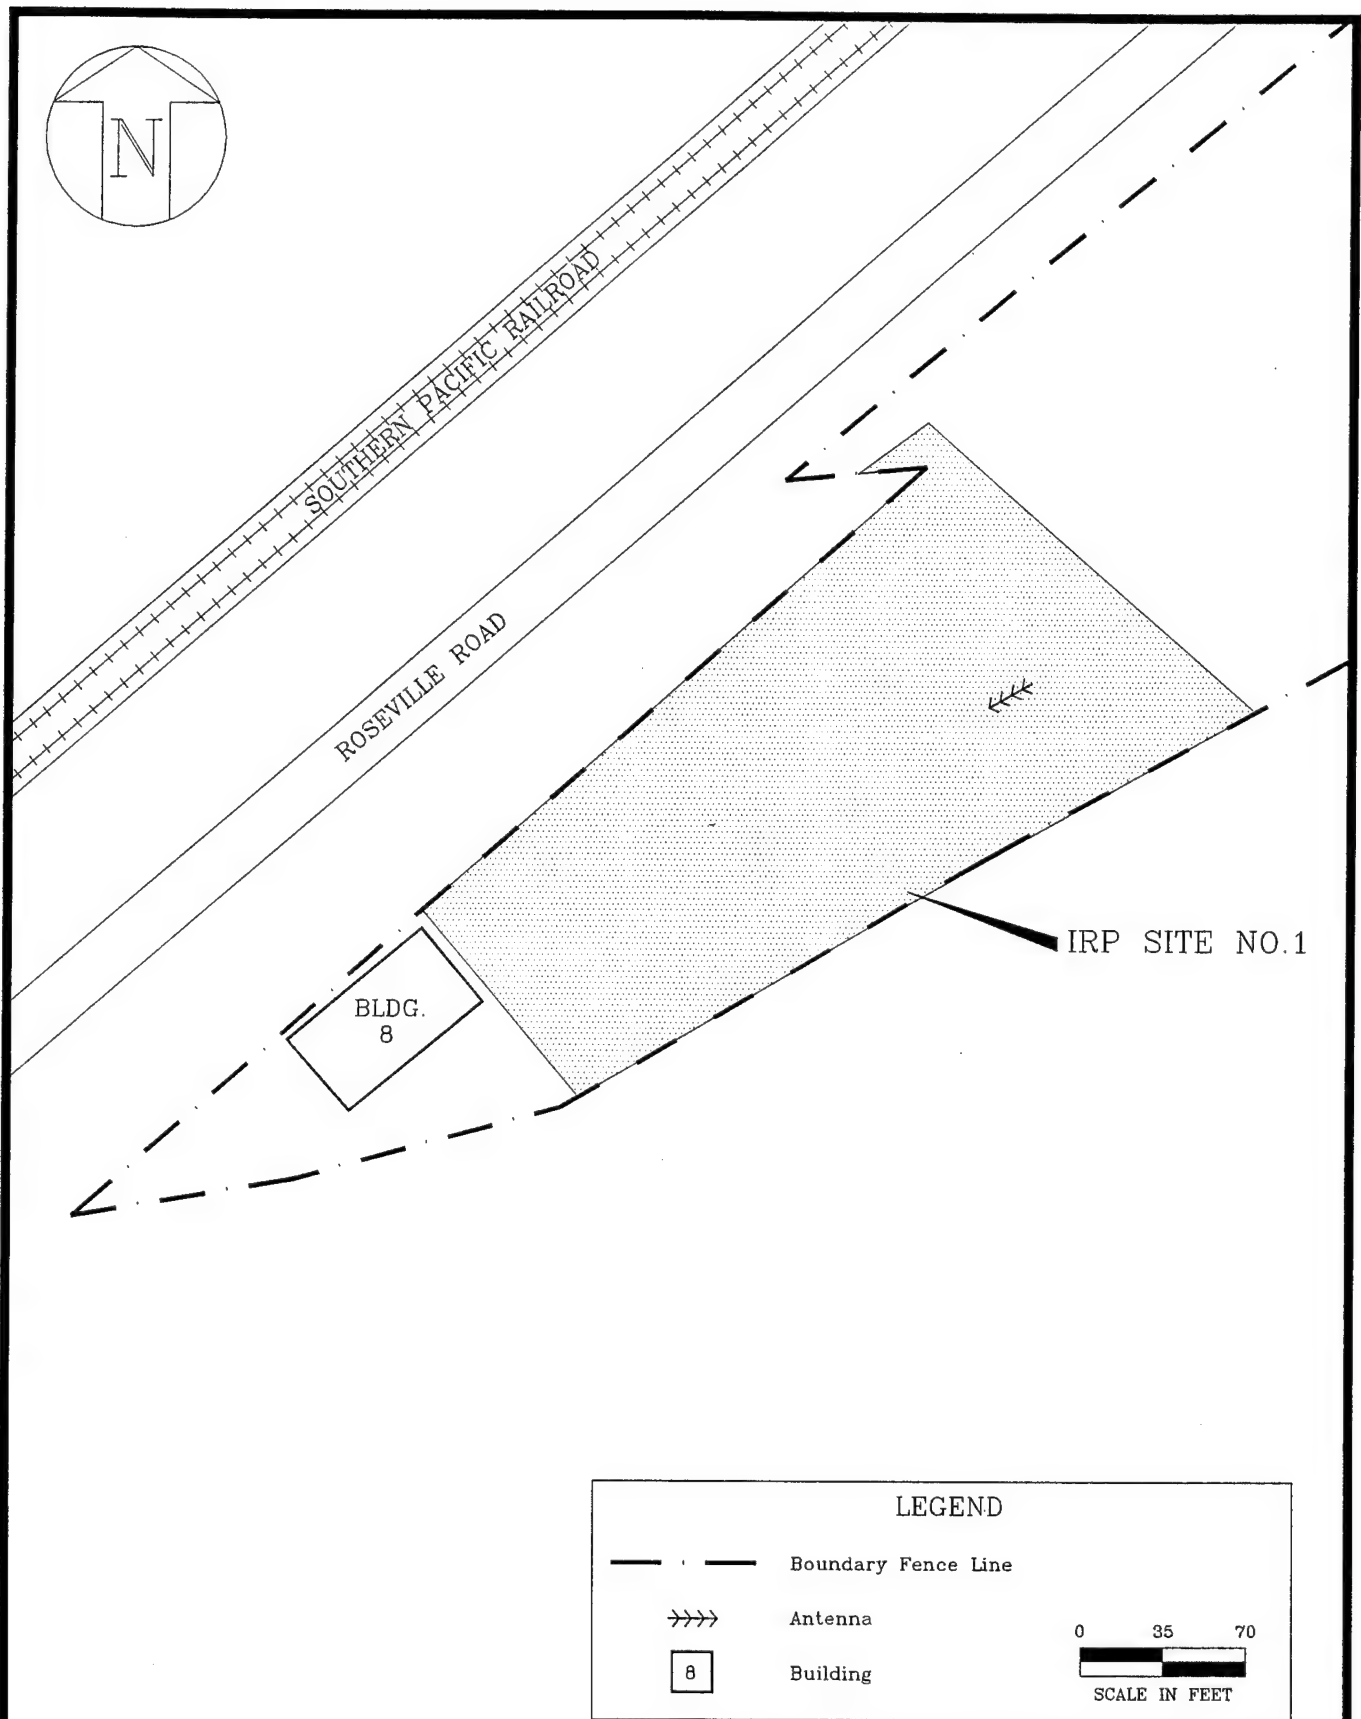 N
SOUTHERN PACIFIC RAILROAD
ROSEVILLE ROAD
IRP SITE NO.1
BLDG.
8
LEGEND
Boundary Fence Line
Antenna
8 Building
0 35 70
SCALE IN FEET